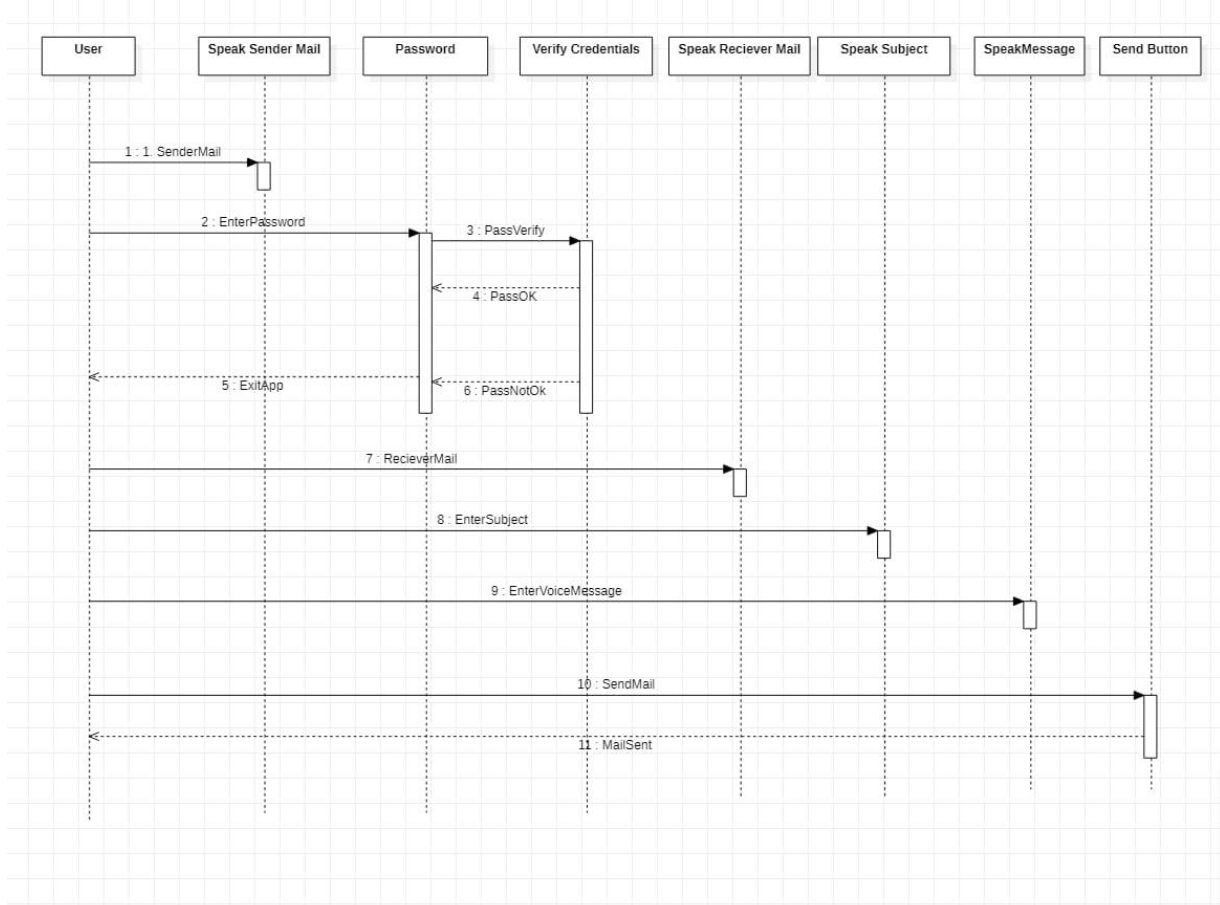 User
Speak Sender Mail
Password
Verify Credentials
Speak Reciever Mail
Speak Subject
SpeakMessage
Send Button
1 : 1. SenderMail
2 : EnterPassword
3 : PassVerify
4 : PassOK
5 : ExitApp
6 : PassNotOk
7 : RecieverMail
8 : EnterSubject
9 : EnterVoiceMessage
10 : SendMail
11 : MailSent